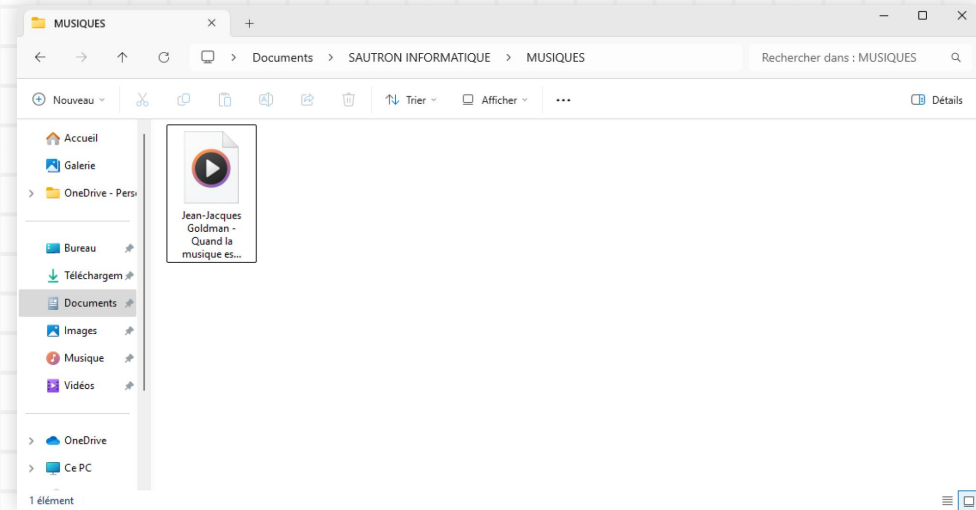 MUSIQUES
Documents > SAUTRON INFORMATIQUE > MUSIQUES
Rechercher dans : MUSIQUES
Nouveau
Trier
Afficher
...
Détails
Accueil
Galerie
OneDrive - Perso
Bureau
Téléchargem
Documents
Images
Musique
Vidéos
OneDrive
Ce PC
Jean-Jacques
Goldman -
Quand la
musique es...
1 élément